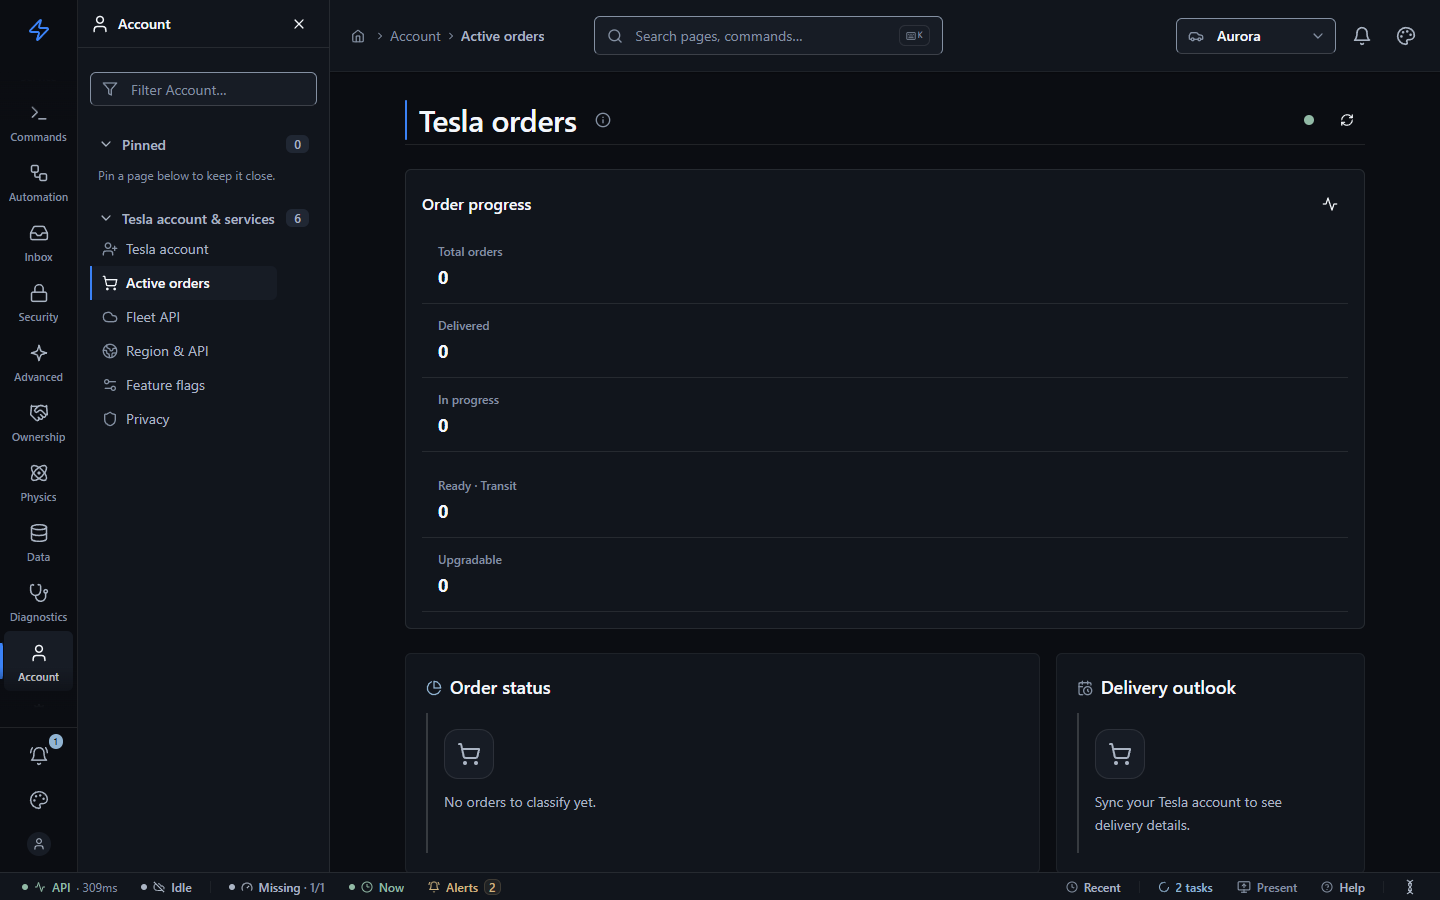 Account
Account
Active orders
Search pages, commands...
K
Aurora
Filter Account...
Commands
Automation
Inbox
Security
Advanced
Ownership
Physics
Data
Diagnostics
Account
1
Pinned
0
Pin a page below to keep it close.
Tesla account & services
6
Tesla account
Active orders
Fleet API
Region & API
Feature flags
Privacy
Tesla orders
Order progress
Total orders
0
Delivered
0
In progress
0
Ready · Transit
0
Upgradable
0
Order status
No orders to classify yet.
Delivery outlook
Sync your Tesla account to see
delivery details.
API · 309ms
Idle
Missing · 1/1
Now
Alerts 2
Recent
2 tasks
Present
Help